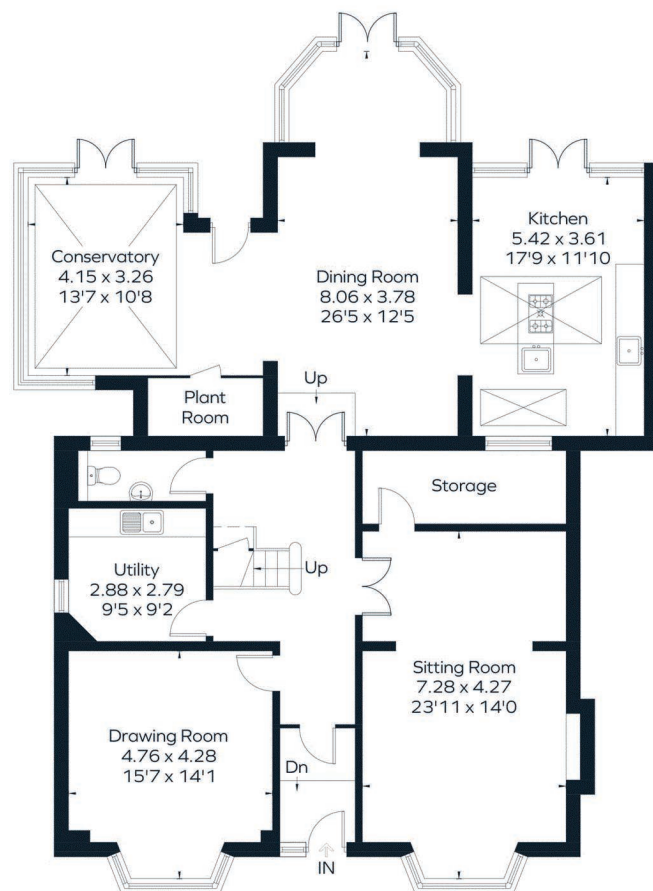 Kitchen
5.42 x 3.61
17'9 x 11'10
Conservatory
4.15 x 3.26
13'7 x 10'8
Dining Room
8.06 x 3.78
26'5 x 12'5
Plant
Room
Up
Storage
Utility
2.88 x 2.79
9'5 x 9'2
Up
Sitting Room
7.28 x 4.27
23'11 x 14'0
Drawing Room
4.76 x 4.28
15'7 x 14'1
Dn
IN